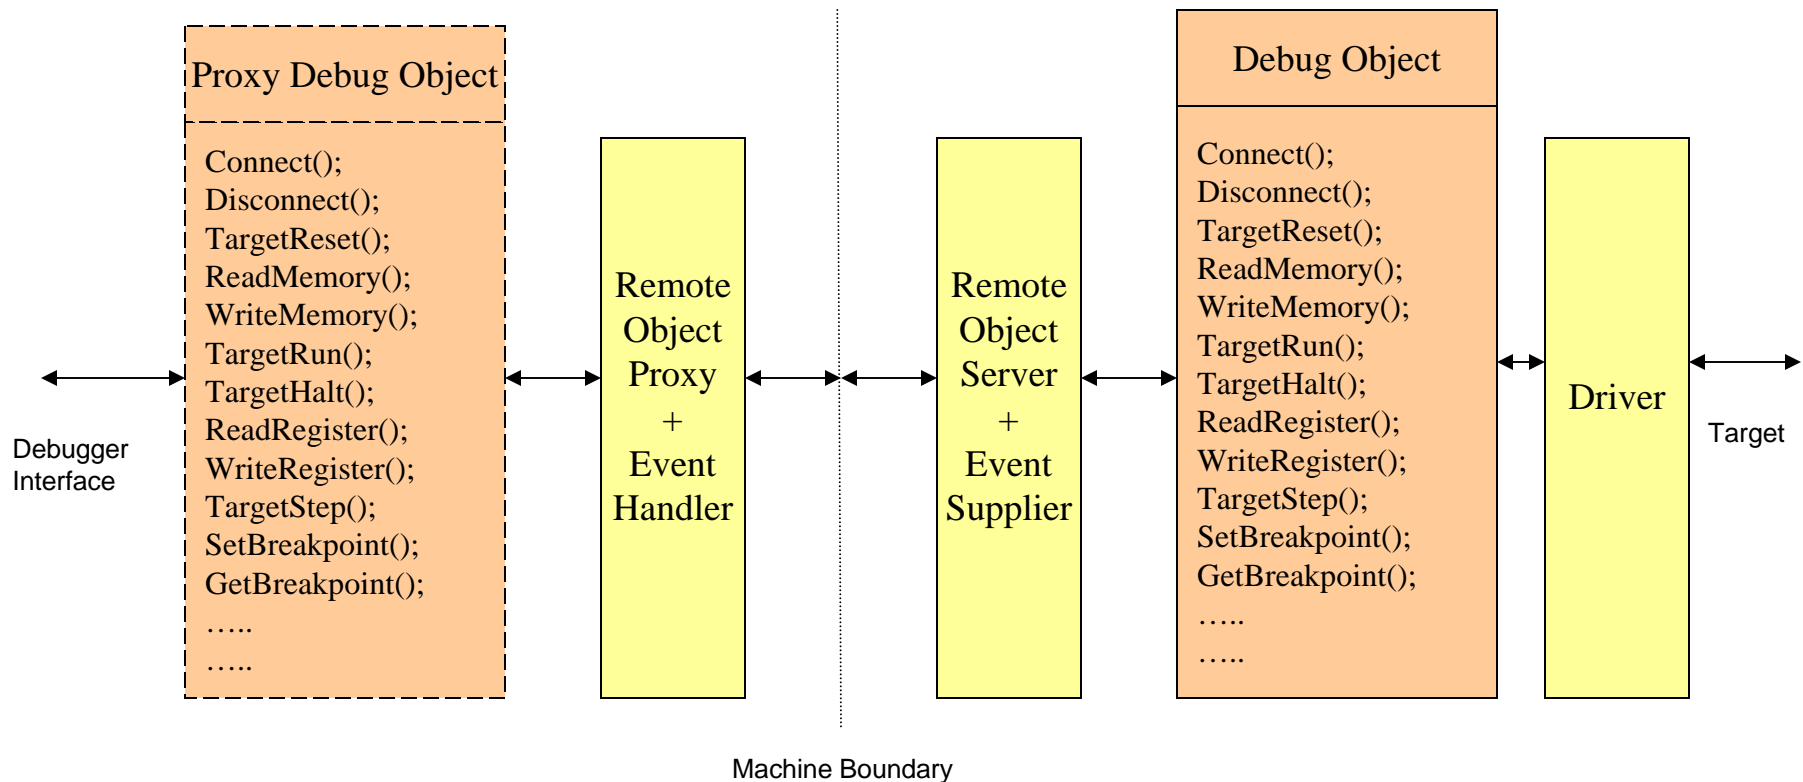 Debugger
Interface
Proxy Debug Object
Connect();
Disconnect();
TargetReset();
ReadMemory();
WriteMemory();
TargetRun();
TargetHalt();
ReadRegister();
WriteRegister();
TargetStep();
SetBreakpoint();
GetBreakpoint();
…..
…..
Remote
Object
Proxy
+
Event
Handler
Machine Boundary
Remote
Object
Server
+
Event
Supplier
Debug Object
Connect();
Disconnect();
TargetReset();
ReadMemory();
WriteMemory();
TargetRun();
TargetHalt();
ReadRegister();
WriteRegister();
TargetStep();
SetBreakpoint();
GetBreakpoint();
…..
…..
Driver
Target